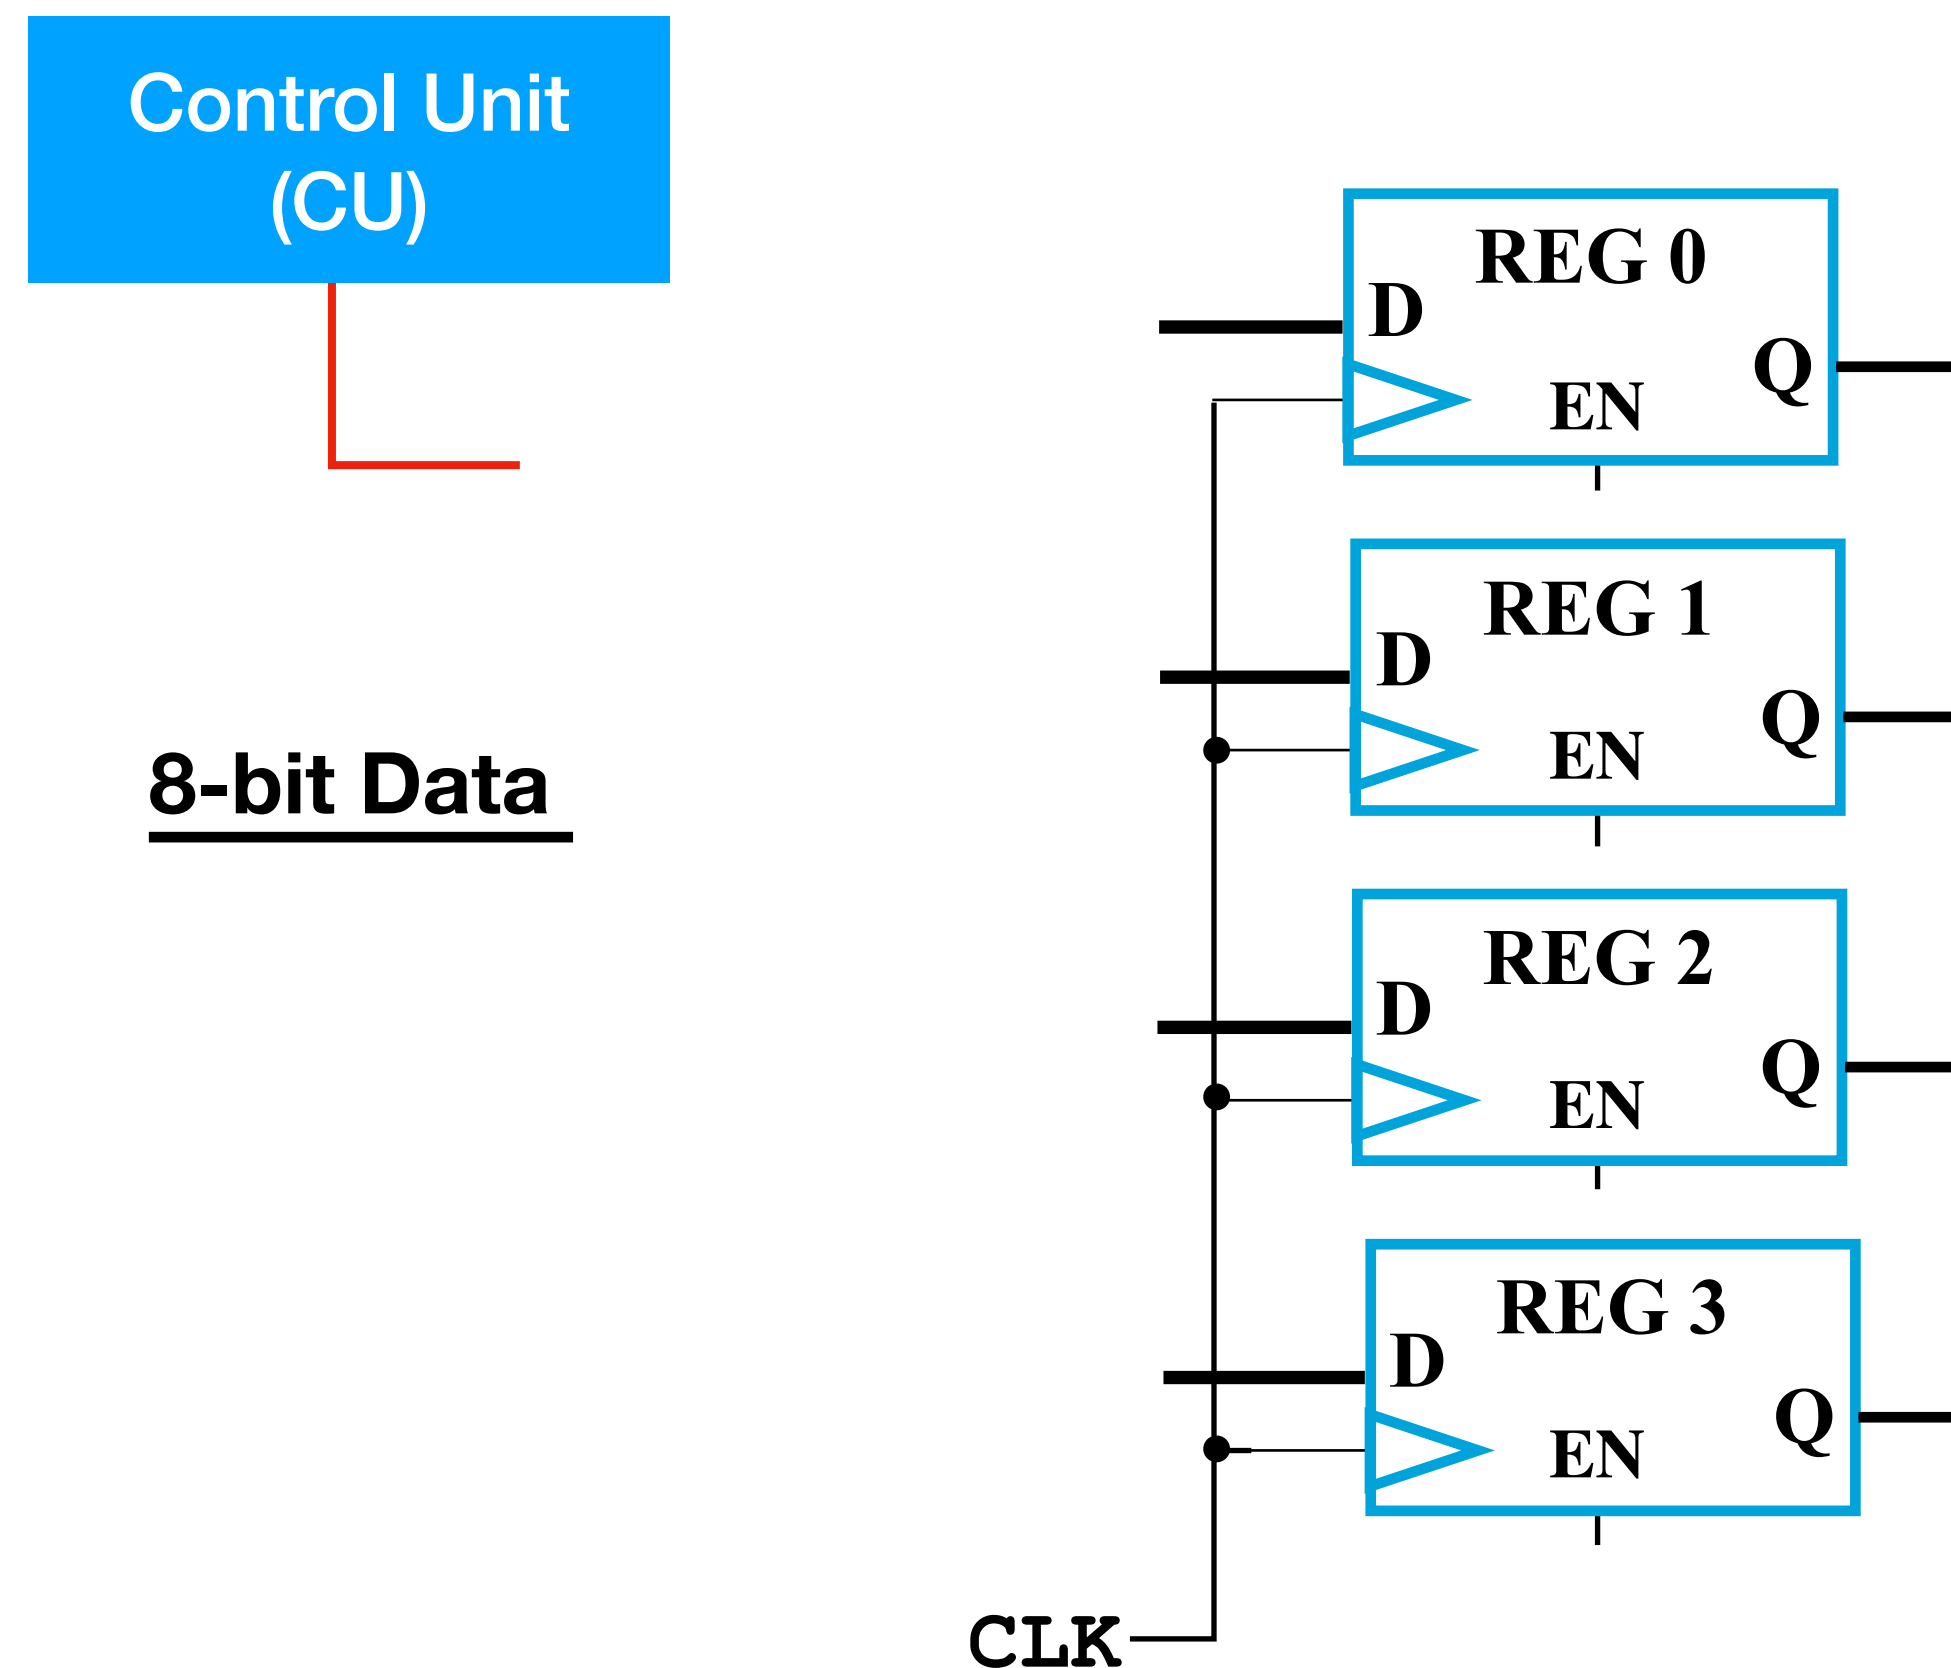 Control Unit
(CU)
REG 0
D
Q
EN
REG 1
D
Q
EN
8-bit Data
REG 2
D
Q
EN
REG 3
D
Q
EN
CLK